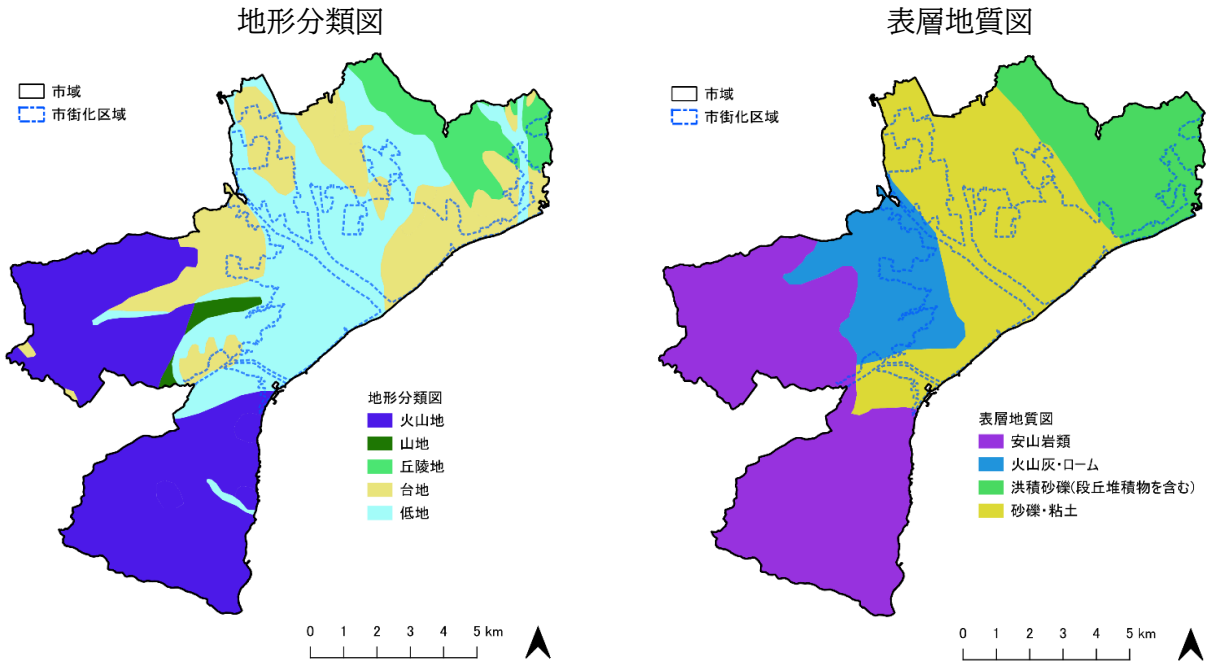 地形分類図
市域
市街化区域
地形分類図
火山地
山地
丘陵地
台地
低地
0 1 2 3 4 5 km
表層地質図
市域
市街化区域
表層地質図
安山岩類
火山灰・ローム
洪積砂礫(段丘堆積物を含む)
砂礫・粘土
0 1 2 3 4 5 km